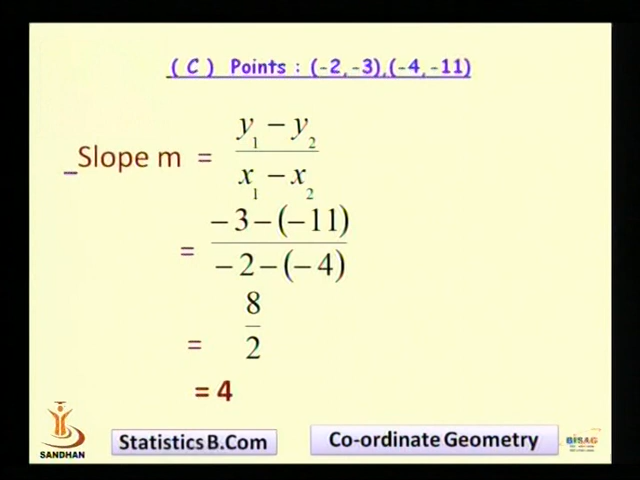 ( C )  Points : (-2,-3),(-4,-11)
_Slope m = y₁ − y₂ / x₁ − x₂
= −3−(−11) / −2−(−4)
= 8/2
= 4
SANDHAN
Statistics B.Com
Co-ordinate Geometry
BISAG